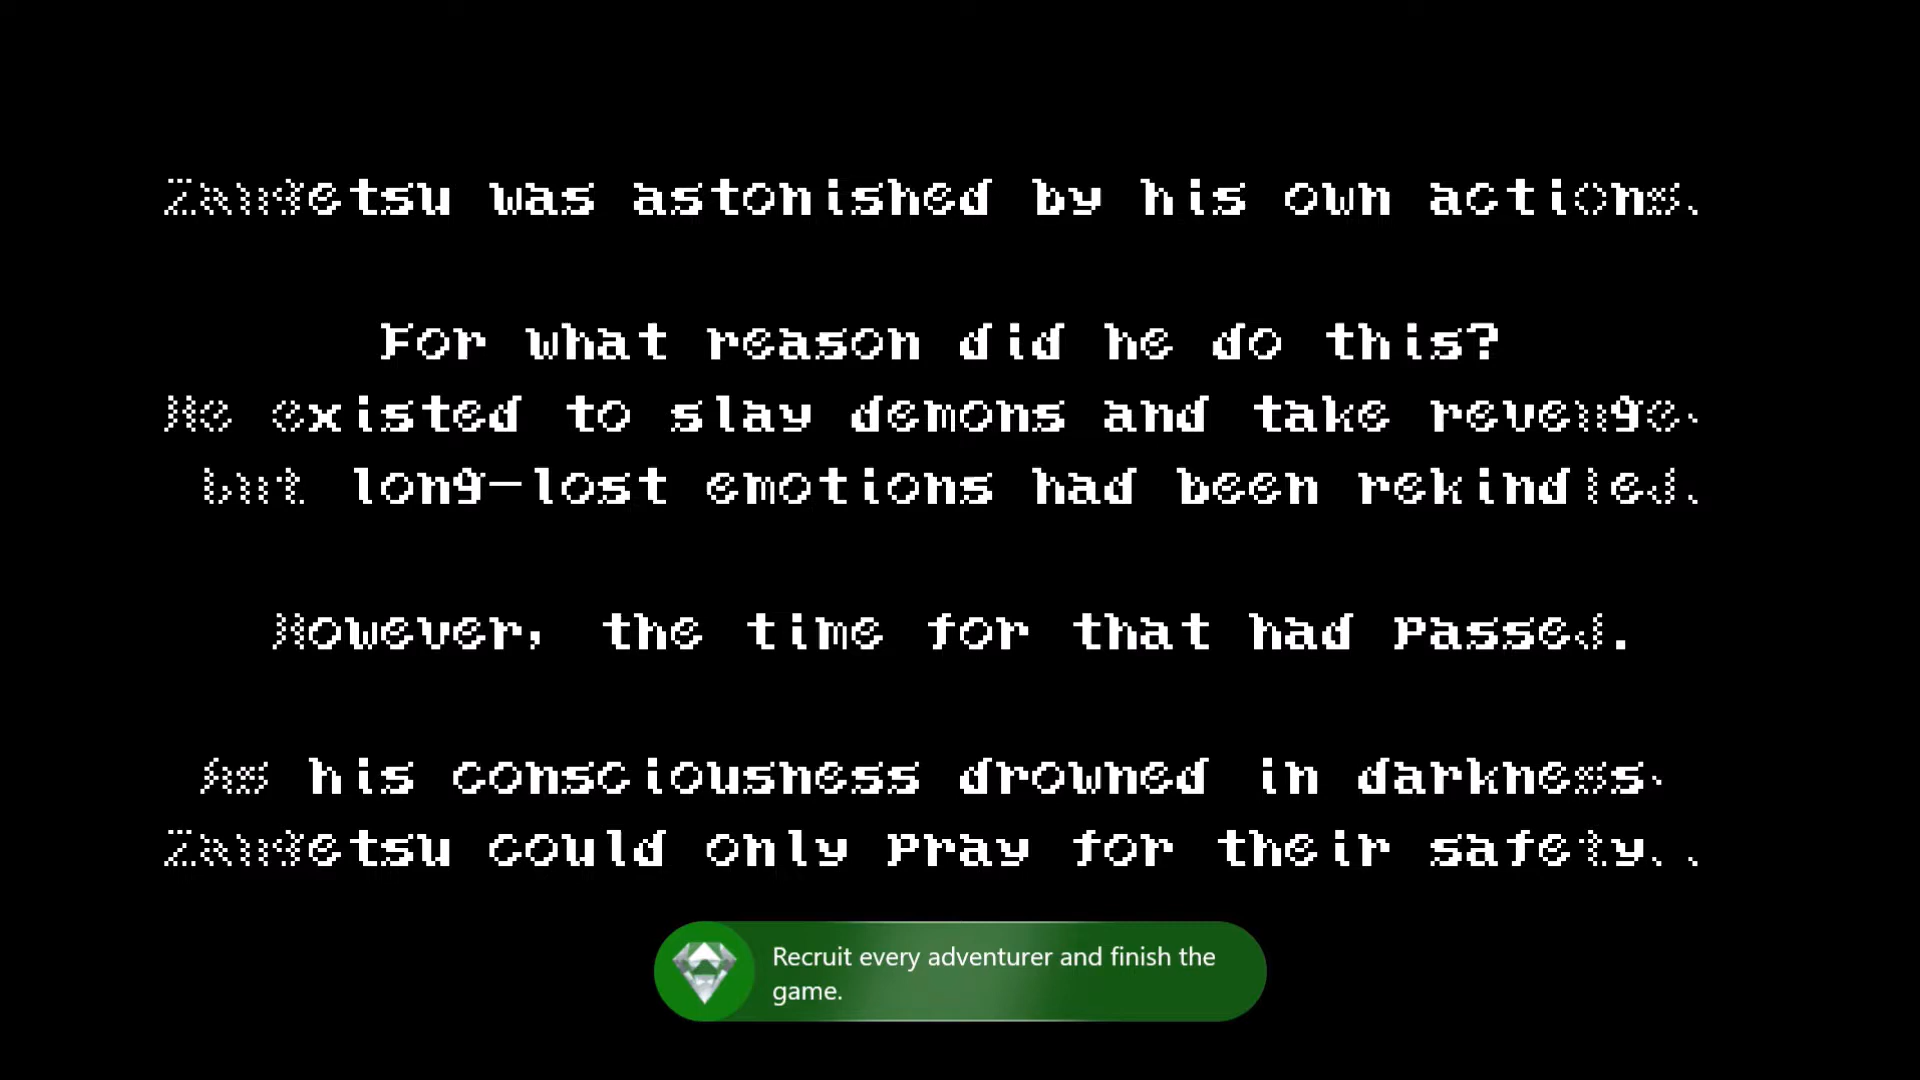 Zangetsu was astonished by his own actions.
For what reason did he do this?
He existed to slay demons and take revenge,
but long-lost emotions had been rekindled.
However, the time for that had passed.
As his consciousness drowned in darkness,
Zangetsu could only pray for their safety..
Recruit every adventurer and finish the
game.